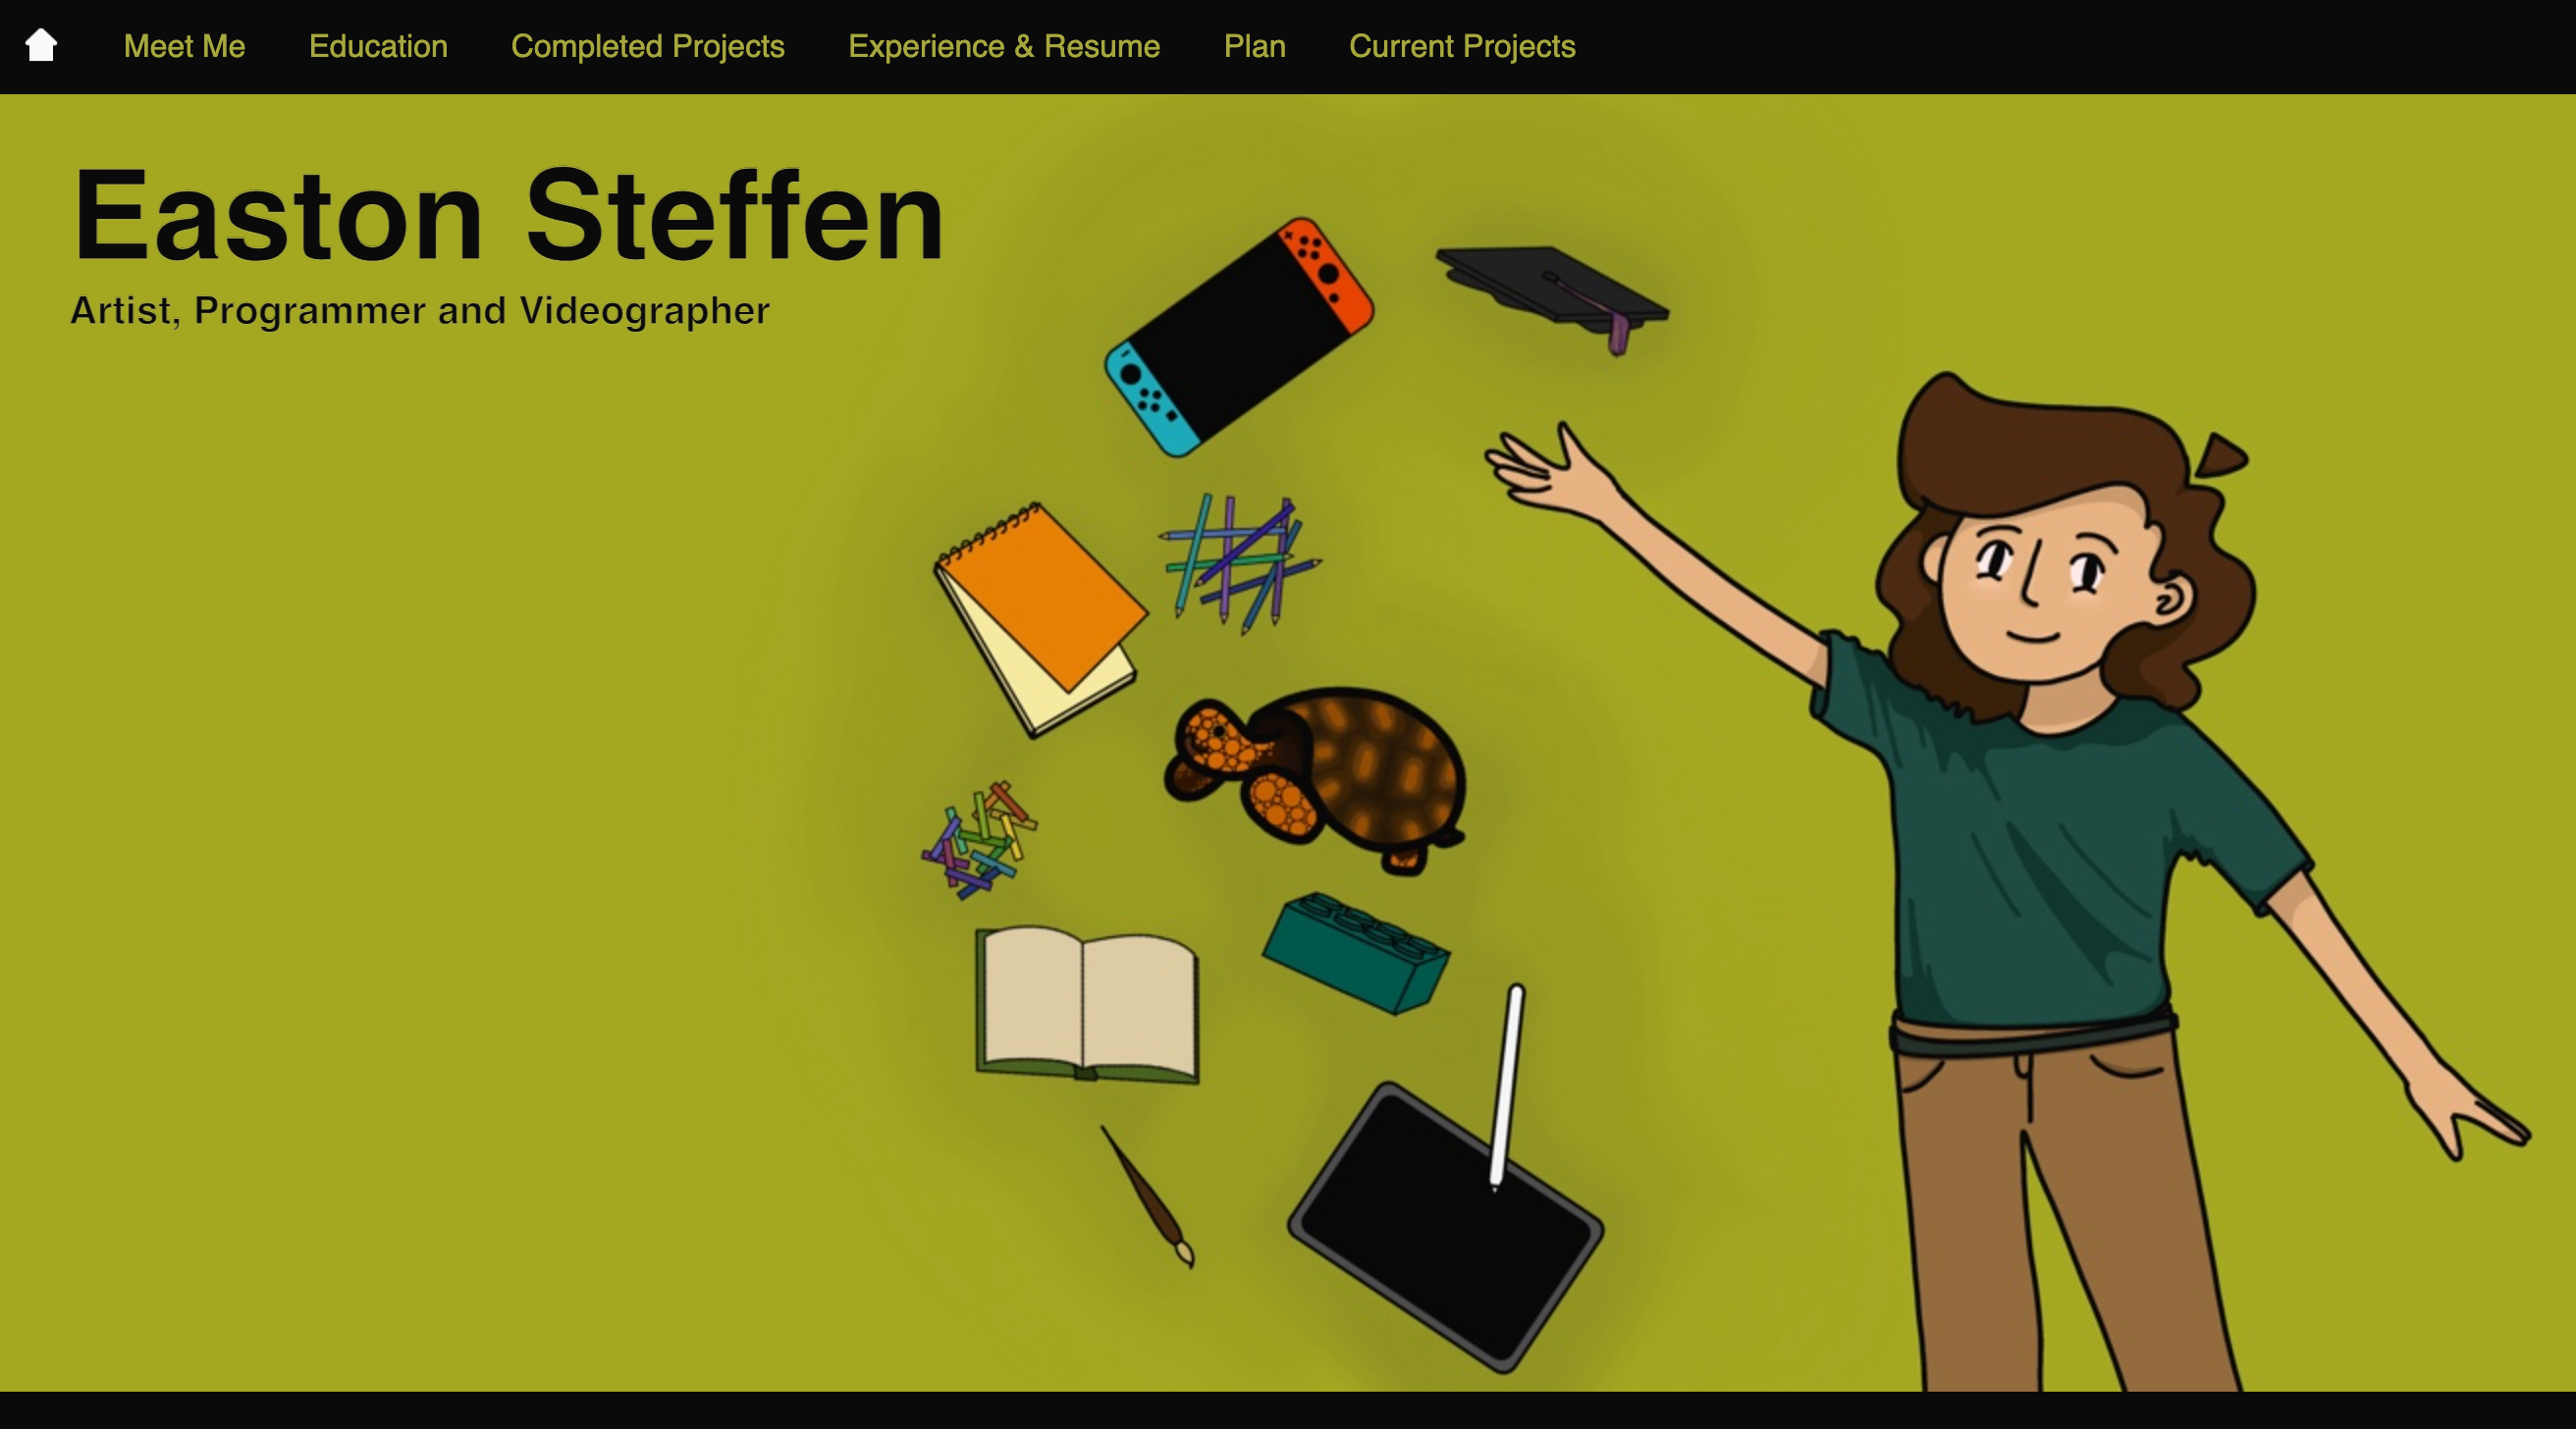 Meet Me Education Completed Projects Experience & Resume Plan Current Projects
Easton Steffen
Artist, Programmer and Videographer